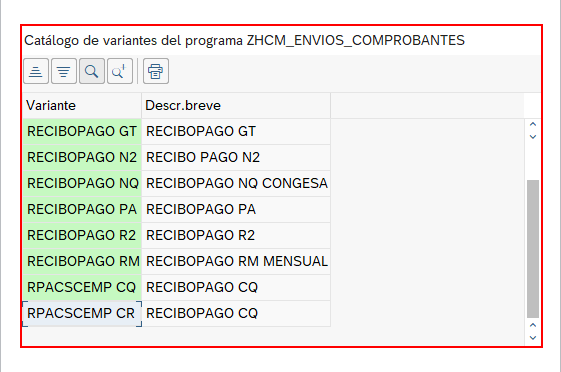 Catálogo de variantes del programa ZHCM_ENVIOS_COMPROBANTES
Variante Descr.breve
RECIBOPAGO GT RECIBOPAGO GT
RECIBOPAGO N2 RECIBO PAGO N2
RECIBOPAGO NQ RECIBOPAGO NQ CONGESA
RECIBOPAGO PA RECIBOPAGO PA
RECIBOPAGO R2 RECIBOPAGO R2
RECIBOPAGO RM RECIBOPAGO RM MENSUAL
RPACSCEMP CQ RECIBOPAGO CQ
RPACSCEMP CR RECIBOPAGO CQ